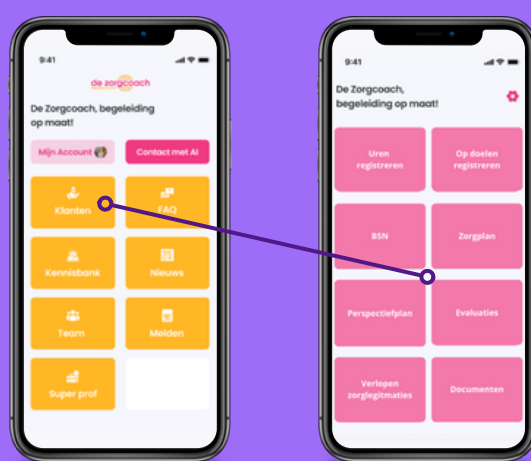 9:41
de zorgcoach
De Zorgcoach, begeleiding
op maat!
Mijn Account
Contact met AI
Klanten
FAQ
Kennisbank
Nieuws
Team
Melden
Super prof
9:41
De Zorgcoach,
begeleiding op maat!
Uren
registreren
Op doelen
registreren
BSN
Zorgplan
Perspectiefplan
Evaluaties
Verlopen
zorglegitmaties
Documenten